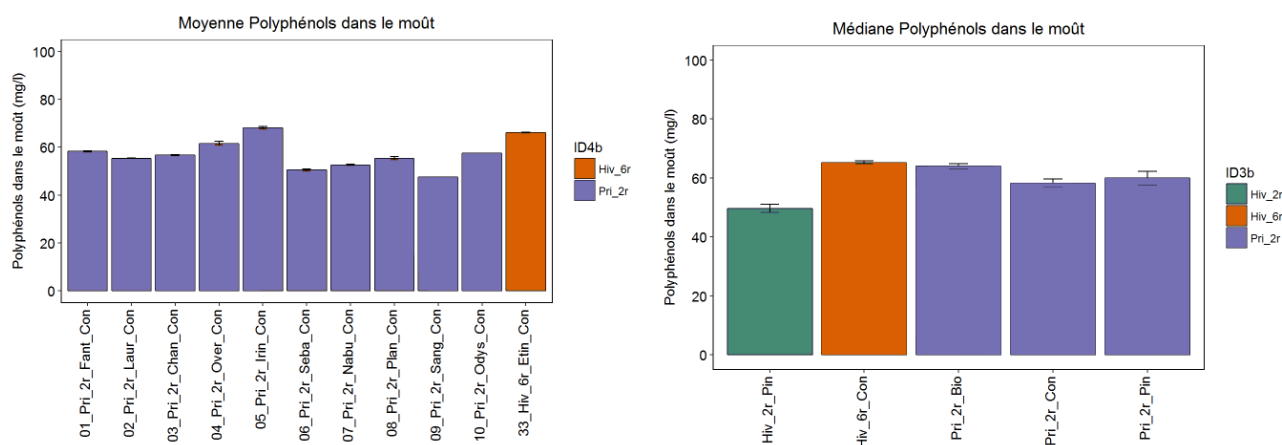 Moyenne Polyphénols dans le moût
Polyphénols dans le moût (mg/l)
100
80
60
40
20
0
01_Pri_2r_Fant_Con
02_Pri_2r_Laur_Con
03_Pri_2r_Chan_Con
04_Pri_2r_Over_Con
05_Pri_2r_Irin_Con
06_Pri_2r_Seba_Con
07_Pri_2r_Nabu_Con
08_Pri_2r_Plan_Con
09_Pri_2r_Sang_Con
10_Pri_2r_Odys_Con
33_Hiv_6r_Etin_Con
ID4b
Hiv_6r
Pri_2r
Médiane Polyphénols dans le moût
Polyphénols dans le moût (mg/l)
100
80
60
40
20
0
Hiv_2r_Pin
Hiv_6r_Con
Pri_2r_Bio
Pri_2r_Con
Pri_2r_Pin
ID3b
Hiv_2r
Hiv_6r
Pri_2r